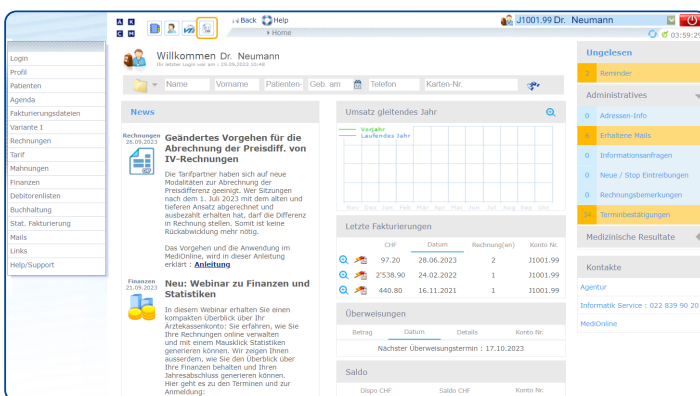 Ä K
C M
Back Help
Home
J1001.99 Dr. Neumann
03:59:29
Login
Profil
Patienten
Agenda
Fakturierungsdateien
Variante I
Rechnungen
Tarif
Mahnungen
Finanzen
Debitorenlisten
Buchhaltung
Stat. Fakturierung
Mails
Links
Help/Support
Willkommen Dr. Neumann
Ihr letzter Login war am : 29.09.2023 15:48
Name Vorname Patienten- Geb. am Telefon Karten-Nr.
News
Rechnungen
26.09.2023
Geändertes Vorgehen für die
Abrechnung der Preisdiff. von
IV-Rechnungen
Die Tarifpartner haben sich auf neue
Modalitäten zur Abrechnung der
Preisdifferenz geeinigt. Wer Sitzungen
nach dem 1. Juli 2023 mit dem alten und
tieferen Ansatz abgerechnet und
ausbezahlt erhalten hat, darf die Differenz
in Rechnung stellen. Somit ist keine
Rückabwicklung mehr nötig.
Das Vorgehen und die Anwendung im
MediOnline, wird in dieser Anleitung
erklärt : Anleitung
Finanzen
21.09.2023
Neu: Webinar zu Finanzen und
Statistiken
In diesem Webinar erhalten Sie einen
kompakten Überblick über Ihr
Ärztekassenkonto: Sie erfahren, wie Sie
Ihre Rechnungen online verwalten
und mit einem Mausklick Statistiken
generieren können. Wir zeigen Ihnen
ausserdem, wie Sie den Überblick über
Ihre Finanzen behalten und Ihren
Jahresabschluss generieren können.
Hier geht es zu den Terminen und zur
Anmeldung:
Umsatz gleitendes Jahr
Vorjahr
Laufendes Jahr
Nov Dez Jan Feb Mär Apr Mai Jun Jul Aug Sep Okt
Letzte Fakturierungen
CHF Datum Rechnung(en) Konto Nr.
97.20 28.06.2023 2 J1001.99
2'538.90 24.02.2022 1 J1001.99
440.80 16.11.2021 1 J1001.99
Überweisungen
Betrag Datum Details Konto Nr.
Nächster Überweisungstermin : 17.10.2023
Saldo
Dispo CHF Saldo CHF Konto Nr.
Ungelesen
2 Reminder
Administratives
0 Adressen-Info
6 Erhaltene Mails
0 Informationsanfragen
0 Neue / Stop Eintreibungen
0 Rechnungsbemerkungen
34 Terminbestätigungen
Medizinische Resultate
Kontakte
Agentur
Informatik Service : 022 839 90 20
MediOnline